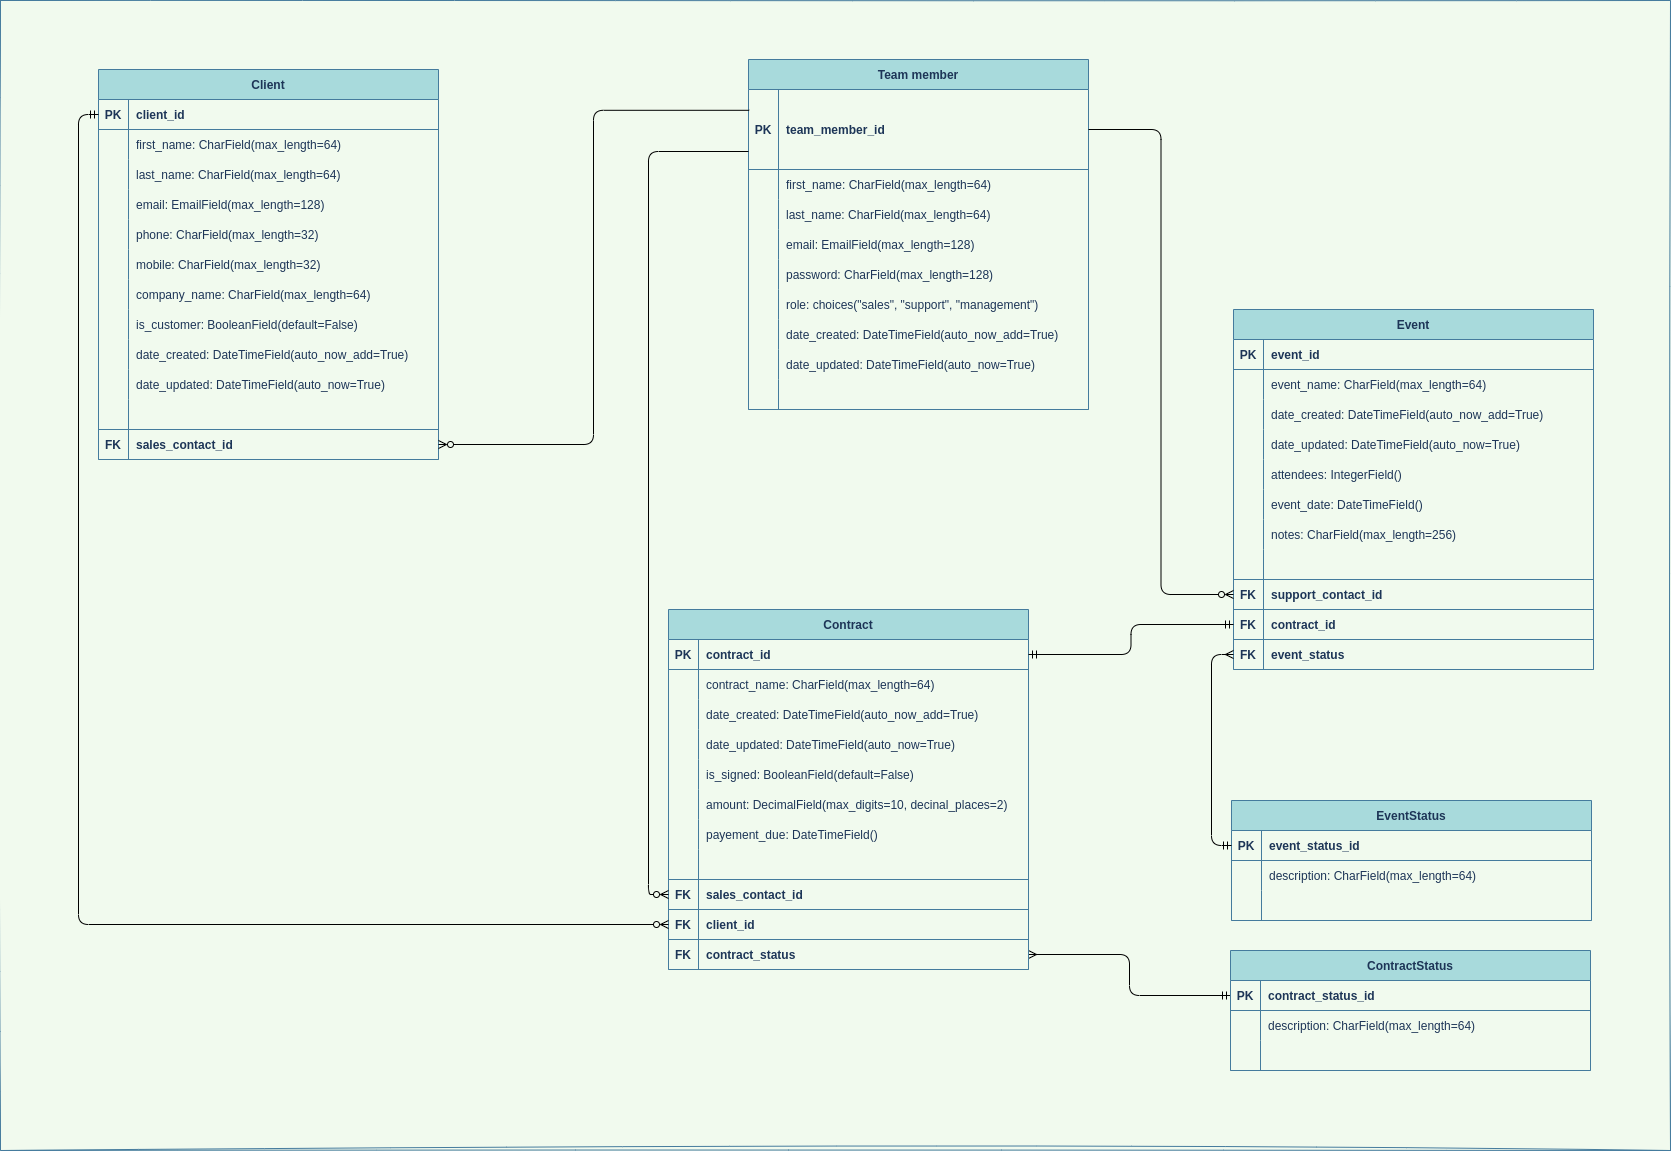 Client
PK client_id
first_name: CharField(max_length=64)
last_name: CharField(max_length=64)
email: EmailField(max_length=128)
phone: CharField(max_length=32)
mobile: CharField(max_length=32)
company_name: CharField(max_length=64)
is_customer: BooleanField(default=False)
date_created: DateTimeField(auto_now_add=True)
date_updated: DateTimeField(auto_now=True)
FK sales_contact_id
Team member
PK team_member_id
first_name: CharField(max_length=64)
last_name: CharField(max_length=64)
email: EmailField(max_length=128)
password: CharField(max_length=128)
role: choices("sales", "support", "management")
date_created: DateTimeField(auto_now_add=True)
date_updated: DateTimeField(auto_now=True)
Event
PK event_id
event_name: CharField(max_length=64)
date_created: DateTimeField(auto_now_add=True)
date_updated: DateTimeField(auto_now=True)
attendees: IntegerField()
event_date: DateTimeField()
notes: CharField(max_length=256)
FK support_contact_id
FK contract_id
FK event_status
Contract
PK contract_id
contract_name: CharField(max_length=64)
date_created: DateTimeField(auto_now_add=True)
date_updated: DateTimeField(auto_now=True)
is_signed: BooleanField(default=False)
amount: DecimalField(max_digits=10, decinal_places=2)
payement_due: DateTimeField()
FK sales_contact_id
FK client_id
FK contract_status
EventStatus
PK event_status_id
description: CharField(max_length=64)
ContractStatus
PK contract_status_id
description: CharField(max_length=64)